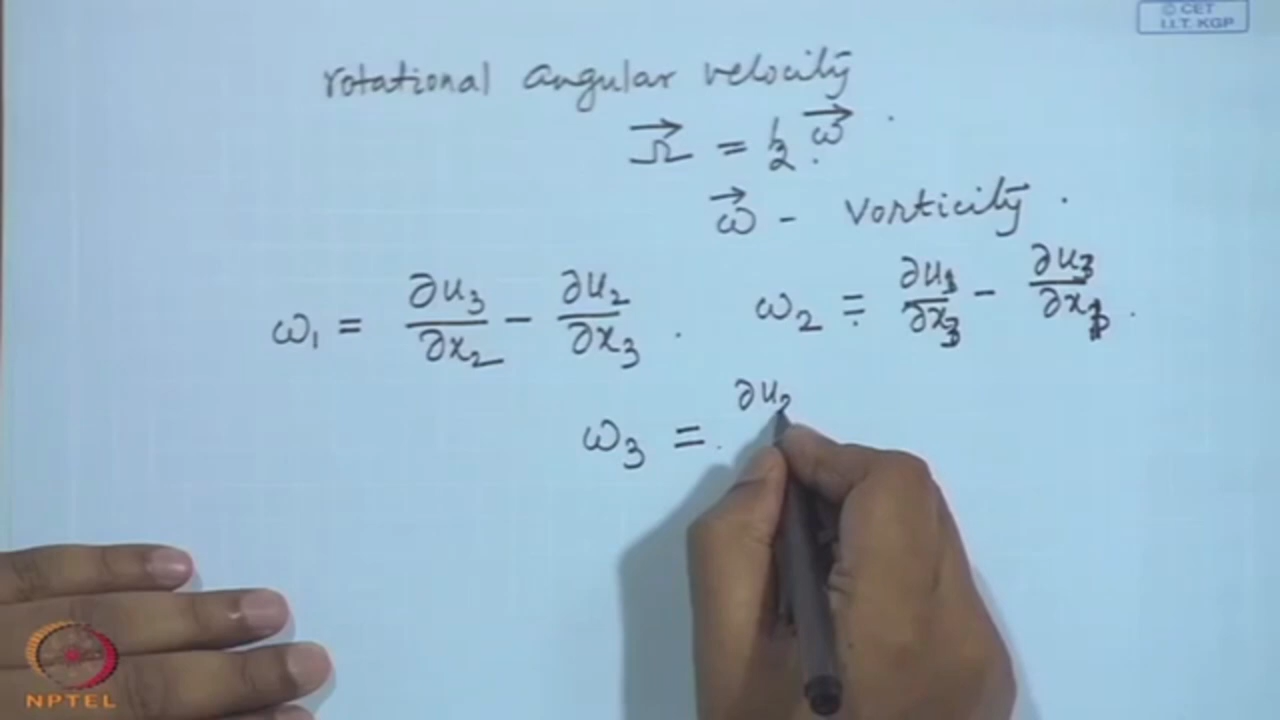 © CET
I.I.T. KGP
rotational angular velocity
Ω⃗ = ½ ω⃗ .
ω⃗ - vorticity .
ω₁ = ∂u₃/∂x₂ - ∂u₂/∂x₃ . ω₂ = ∂u₁/∂x₃ - ∂u₃/∂x₁ .
ω₃ = ∂u₂
NPTEL